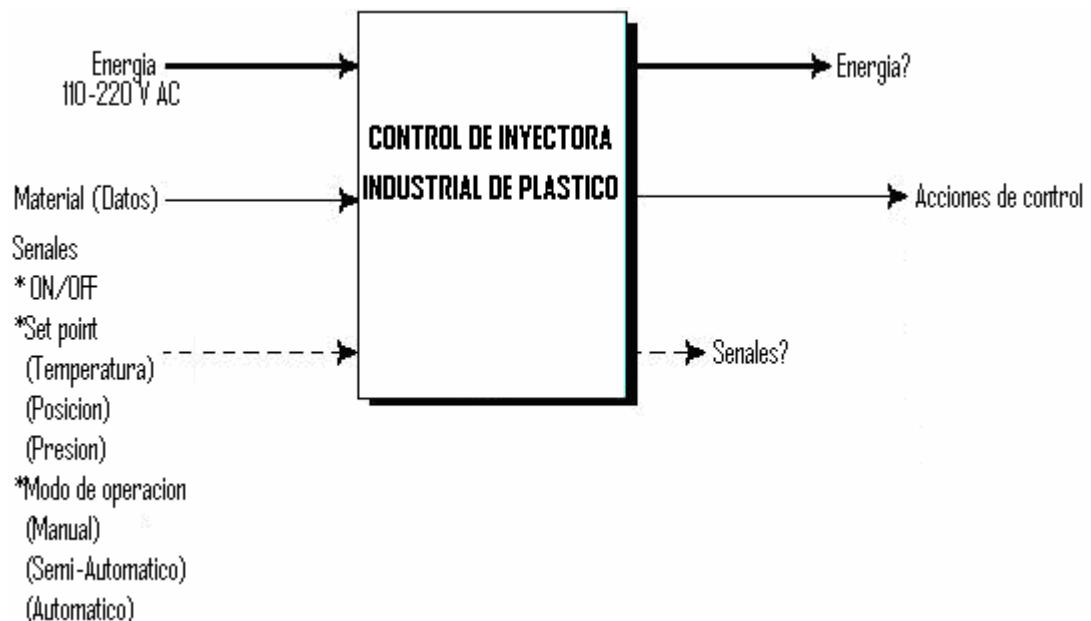 Energia
110-220 V AC
Material (Datos)
Senales
*ON/OFF
*Set point
(Temperatura)
(Posicion)
(Presion)
*Modo de operacion
(Manual)
(Semi-Automatico)
(Automatico)
CONTROL DE INYECTORA
INDUSTRIAL DE PLASTICO
Energia?
Acciones de control
Senales?